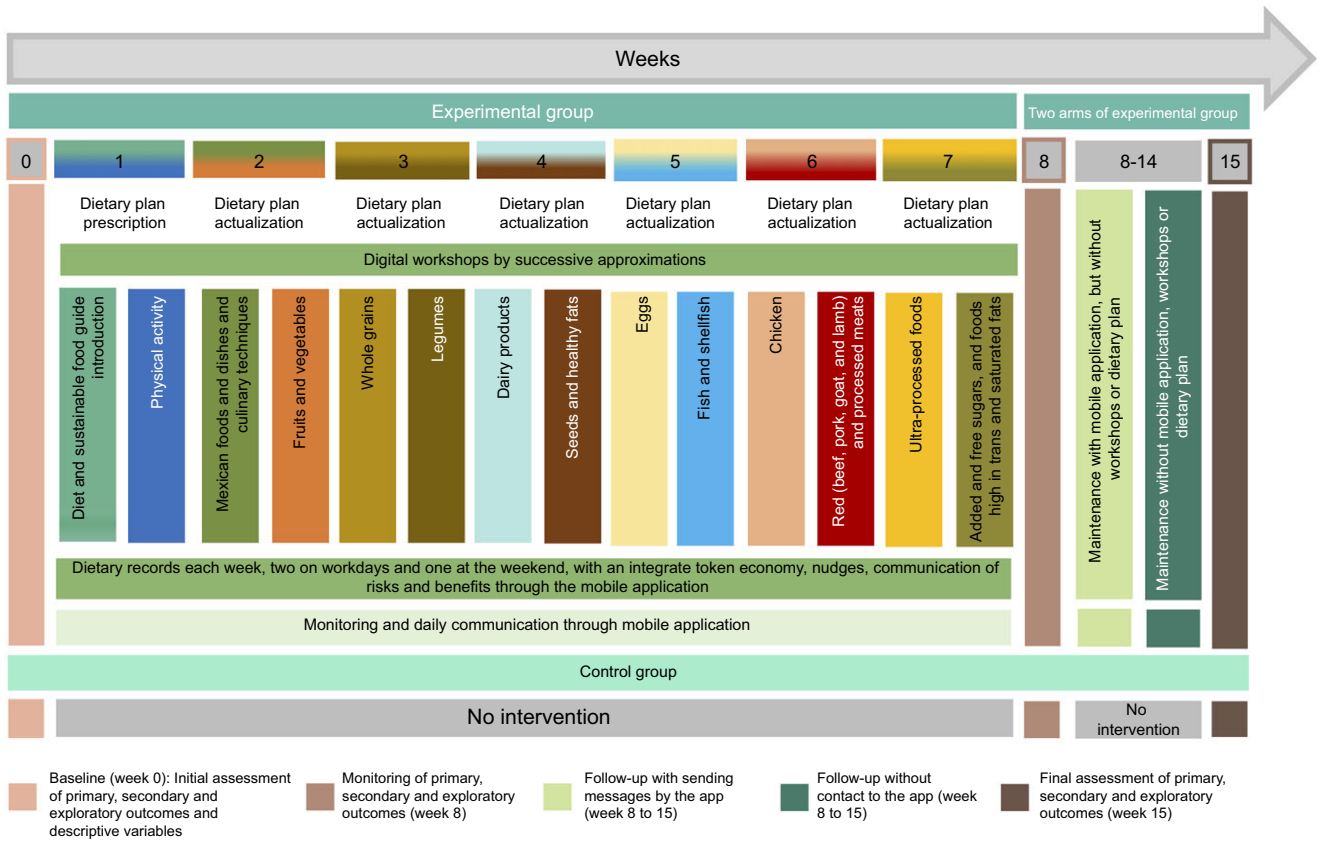 Weeks
Experimental group
Two arms of experimental group
0
1
2
3
4
5
6
7
8
8-14
15
Dietary plan
prescription
Dietary plan
actualization
Dietary plan
actualization
Dietary plan
actualization
Dietary plan
actualization
Dietary plan
actualization
Dietary plan
actualization
Digital workshops by successive approximations
Diet and sustainable food guide
introduction
Physical activity
Mexican foods and dishes and
culinary techniques
Fruits and vegetables
Whole grains
Legumes
Dairy products
Seeds and healthy fats
Eggs
Fish and shellfish
Chicken
Red (beef, pork, goat, and lamb)
and processed meats
Ultra-processed foods
Added and free sugars, and foods
high in trans and saturated fats
Maintenance with mobile application, but without
workshops or dietary plan
Maintenance without mobile application, workshops or
dietary plan
Dietary records each week, two on workdays and one at the weekend, with an integrate token economy, nudges, communication of
risks and benefits through the mobile application
Monitoring and daily communication through mobile application
Control group
No intervention
No
intervention
Baseline (week 0): Initial assessment
of primary, secondary and
exploratory outcomes and
descriptive variables
Monitoring of primary,
secondary and exploratory
outcomes (week 8)
Follow-up with sending
messages by the app
(week 8 to 15)
Follow-up without
contact to the app (week
8 to 15)
Final assessment of primary,
secondary and exploratory
outcomes (week 15)